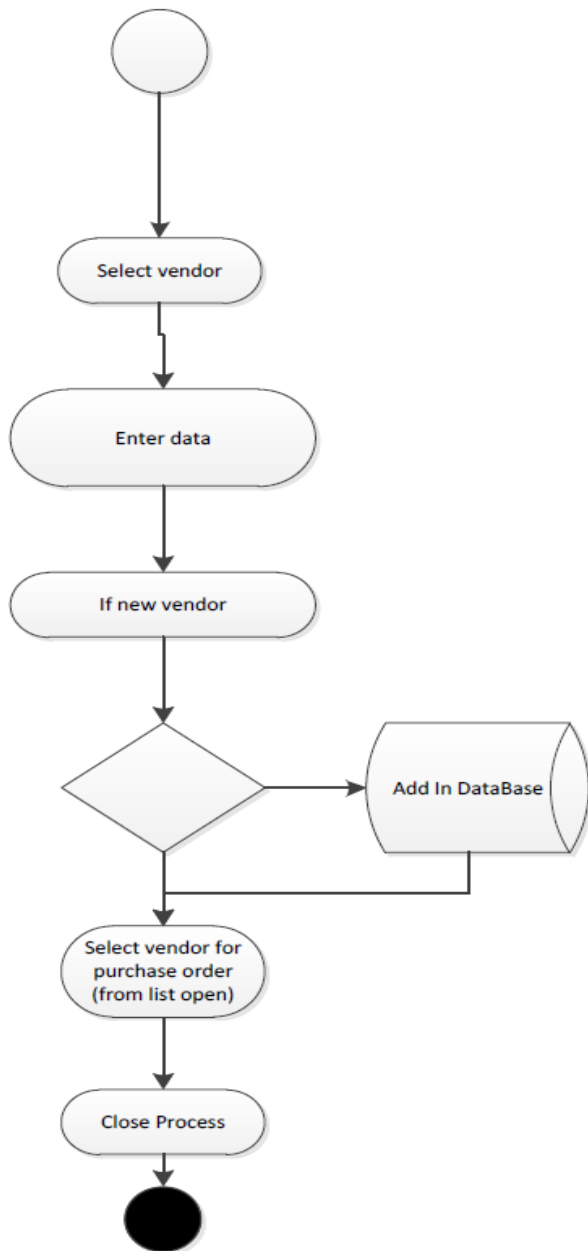 Select vendor
Enter data
If new vendor
Add In DataBase
Select vendor for
purchase order
(from list open)
Close Process